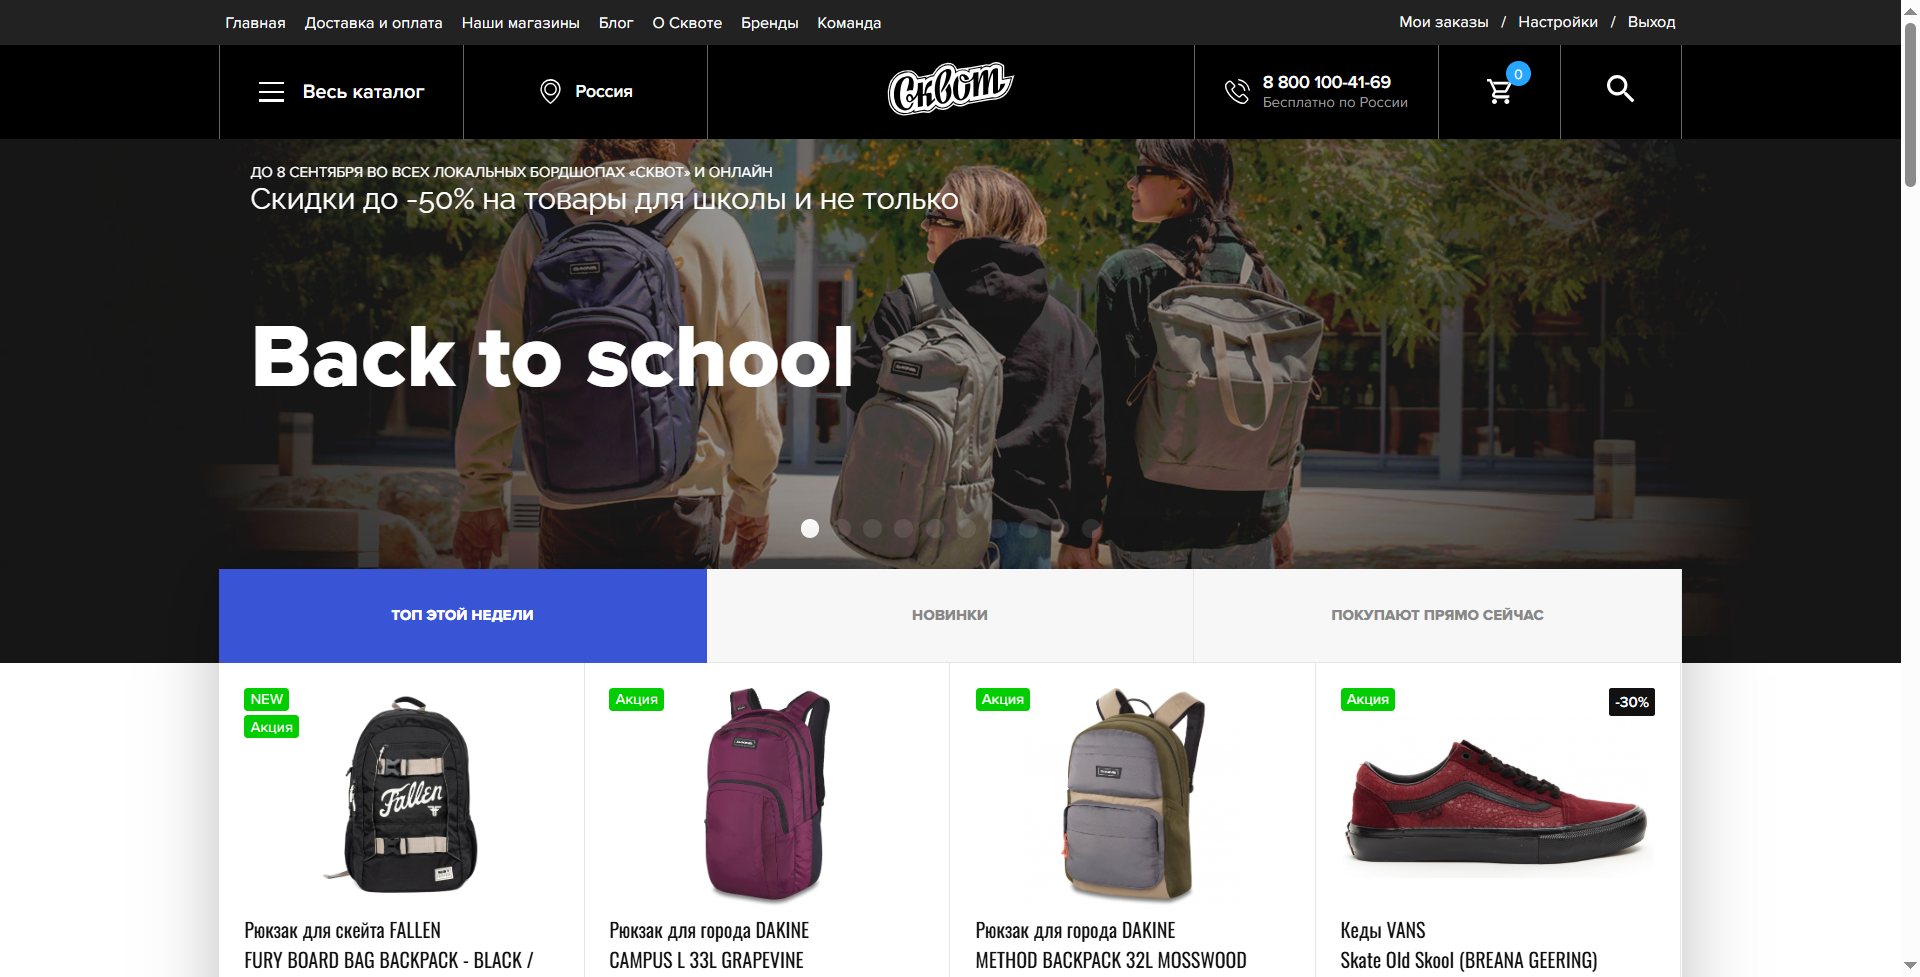 Главная Доставка и оплата Наши магазины Блог О Сквоте Бренды Команда Мои заказы / Настройки / Выход
Весь каталог
Россия
Сквот
8 800 100-41-69
Бесплатно по России
0
ДО 8 СЕНТЯБРЯ ВО ВСЕХ ЛОКАЛЬНЫХ БОРДШОПАХ «СКВОТ» И ОНЛАЙН
Скидки до -50% на товары для школы и не только
Back to school
ТОП ЭТОЙ НЕДЕЛИ
НОВИНКИ
ПОКУПАЮТ ПРЯМО СЕЙЧАС
NEW
Акция
Fallen
Рюкзак для скейта FALLEN
FURY BOARD BAG BACKPACK - BLACK /
Акция
DAKINE
Рюкзак для города DAKINE
CAMPUS L 33L GRAPEVINE
Акция
DAKINE
Рюкзак для города DAKINE
METHOD BACKPACK 32L MOSSWOOD
Акция
-30%
Кеды VANS
Skate Old Skool (BREANA GEERING)